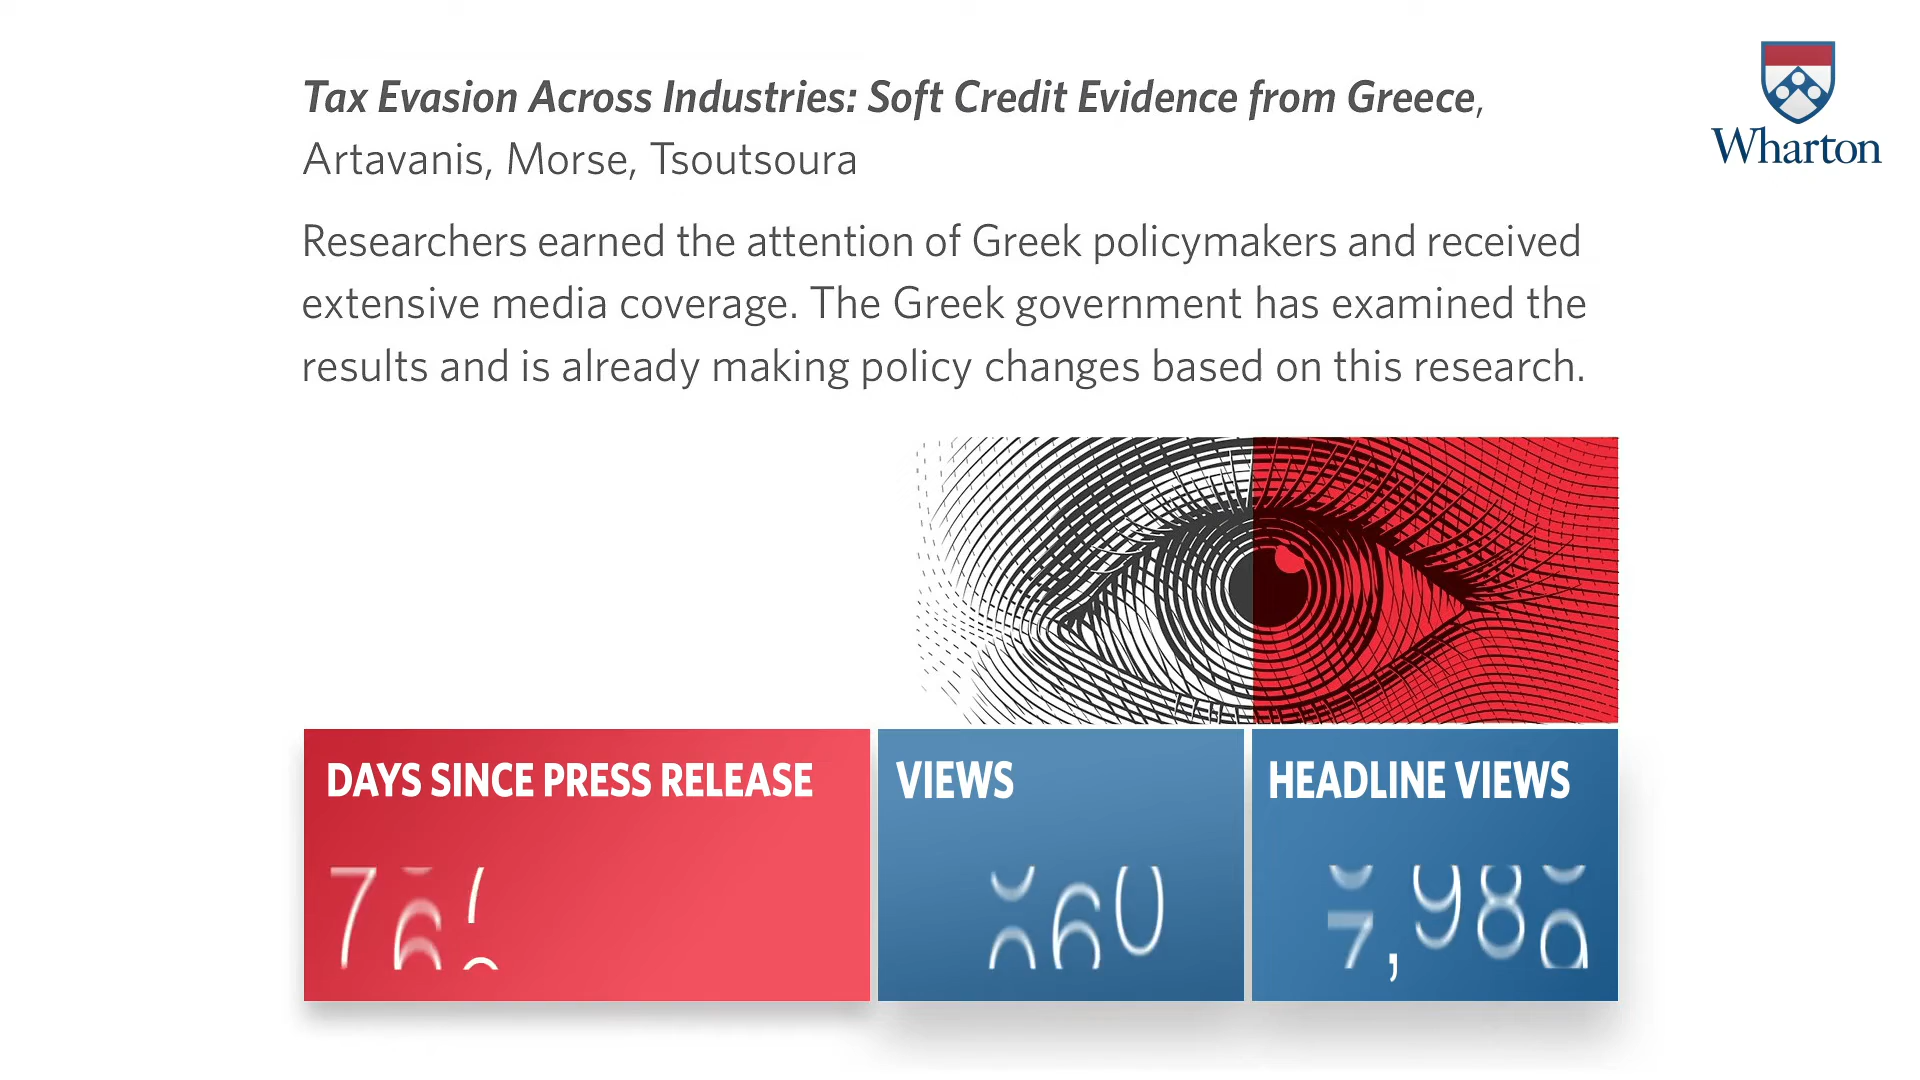 Tax Evasion Across Industries: Soft Credit Evidence from Greece,
Artavanis, Morse, Tsoutsoura
Researchers earned the attention of Greek policymakers and received
extensive media coverage. The Greek government has examined the
results and is already making policy changes based on this research.
Wharton
DAYS SINCE PRESS RELEASE
VIEWS
HEADLINE VIEWS